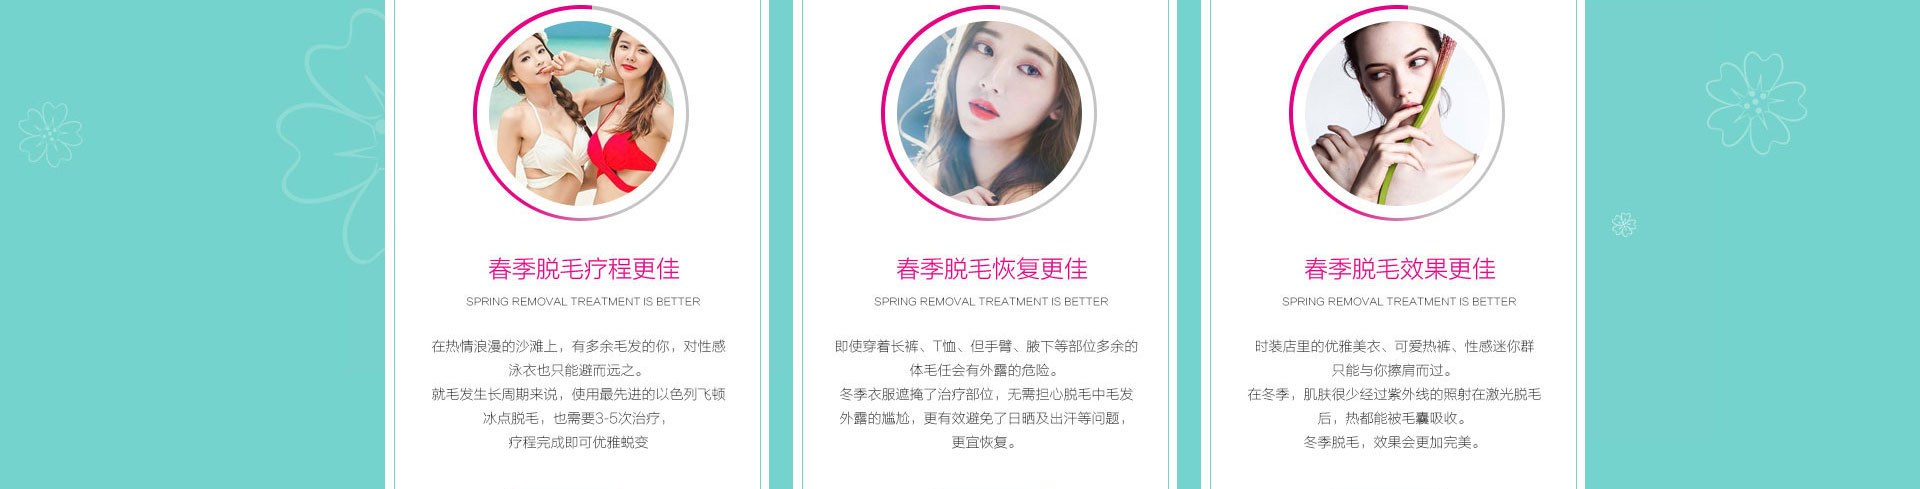 春季脱毛疗程更佳
SPRING REMOVAL TREATMENT IS BETTER
在热情浪漫的沙滩上，有多余毛发的你，对性感
泳衣也只能避而远之。
就毛发生长周期来说，使用最先进的以色列飞顿
冰点脱毛，也需要3-5次治疗，
疗程完成即可优雅蜕变
春季脱毛恢复更佳
SPRING REMOVAL TREATMENT IS BETTER
即使穿着长裤、T恤、但手臂、腋下等部位多余的
体毛任会有外露的危险。
冬季衣服遮掩了治疗部位，无需担心脱毛中毛发
外露的尴尬，更有效避免了日晒及出汗等问题，
更宜恢复。
春季脱毛效果更佳
SPRING REMOVAL TREATMENT IS BETTER
时装店里的优雅美衣、可爱热裤、性感迷你群
只能与你擦肩而过。
在冬季，肌肤很少经过紫外线的照射在激光脱毛
后，热都能被毛囊吸收。
冬季脱毛，效果会更加完美。